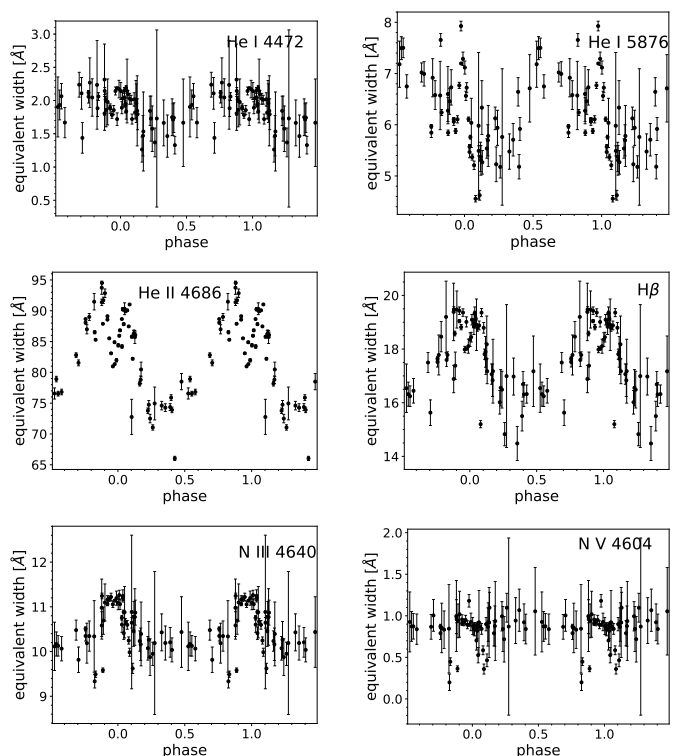 He I 4472
equivalent width [Å]
3.0
2.5
2.0
1.5
1.0
0.5
0.0 0.5 1.0
phase
He I 5876
equivalent width [Å]
8
7
6
5
0.0 0.5 1.0
phase
He II 4686
equivalent width [Å]
95
90
85
80
75
70
65
0.0 0.5 1.0
phase
Hβ
equivalent width [Å]
20
18
16
14
0.0 0.5 1.0
phase
N III 4640
equivalent width [Å]
12
11
10
9
0.0 0.5 1.0
phase
N V 4604
equivalent width [Å]
2.0
1.5
1.0
0.5
0.0
0.0 0.5 1.0
phase